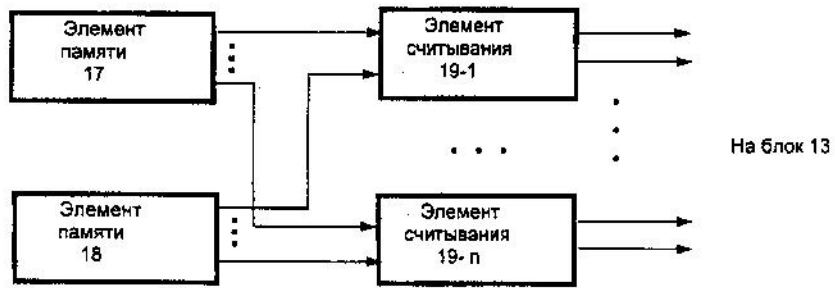 Элемент
памяти
17
Элемент
считывания
19-1
На блок 13
Элемент
памяти
18
Элемент
считывания
19- n